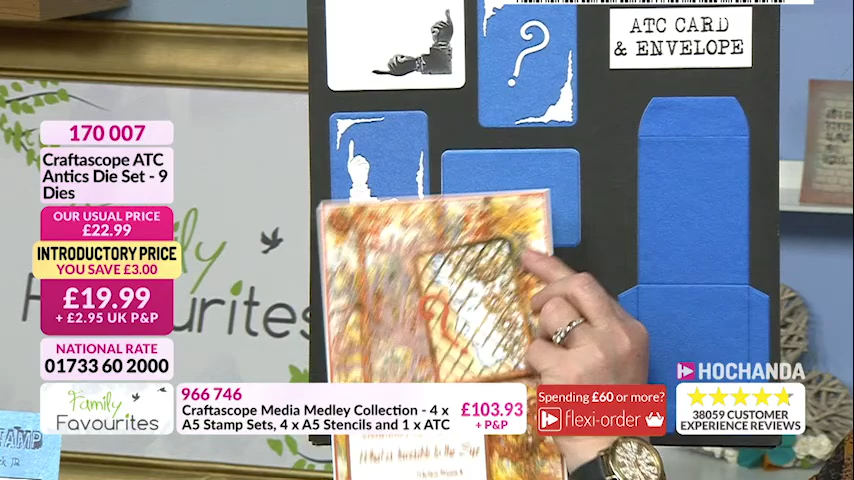 ATC CARD
& ENVELOPE
?
170 007
Craftascope ATC
Antics Die Set - 9
Dies
OUR USUAL PRICE
£22.99
INTRODUCTORY PRICE
YOU SAVE £3.00
£19.99
+ £2.95 UK P&P
NATIONAL RATE
01733 60 2000
Family
Favourites
HOCHANDA
Family
Favourites
966 746
Craftascope Media Medley Collection - 4 x
A5 Stamp Sets, 4 x A5 Stencils and 1 x ATC
£103.93
+ P&P
Spending £60 or more?
flexi-order
38059 CUSTOMER
EXPERIENCE REVIEWS